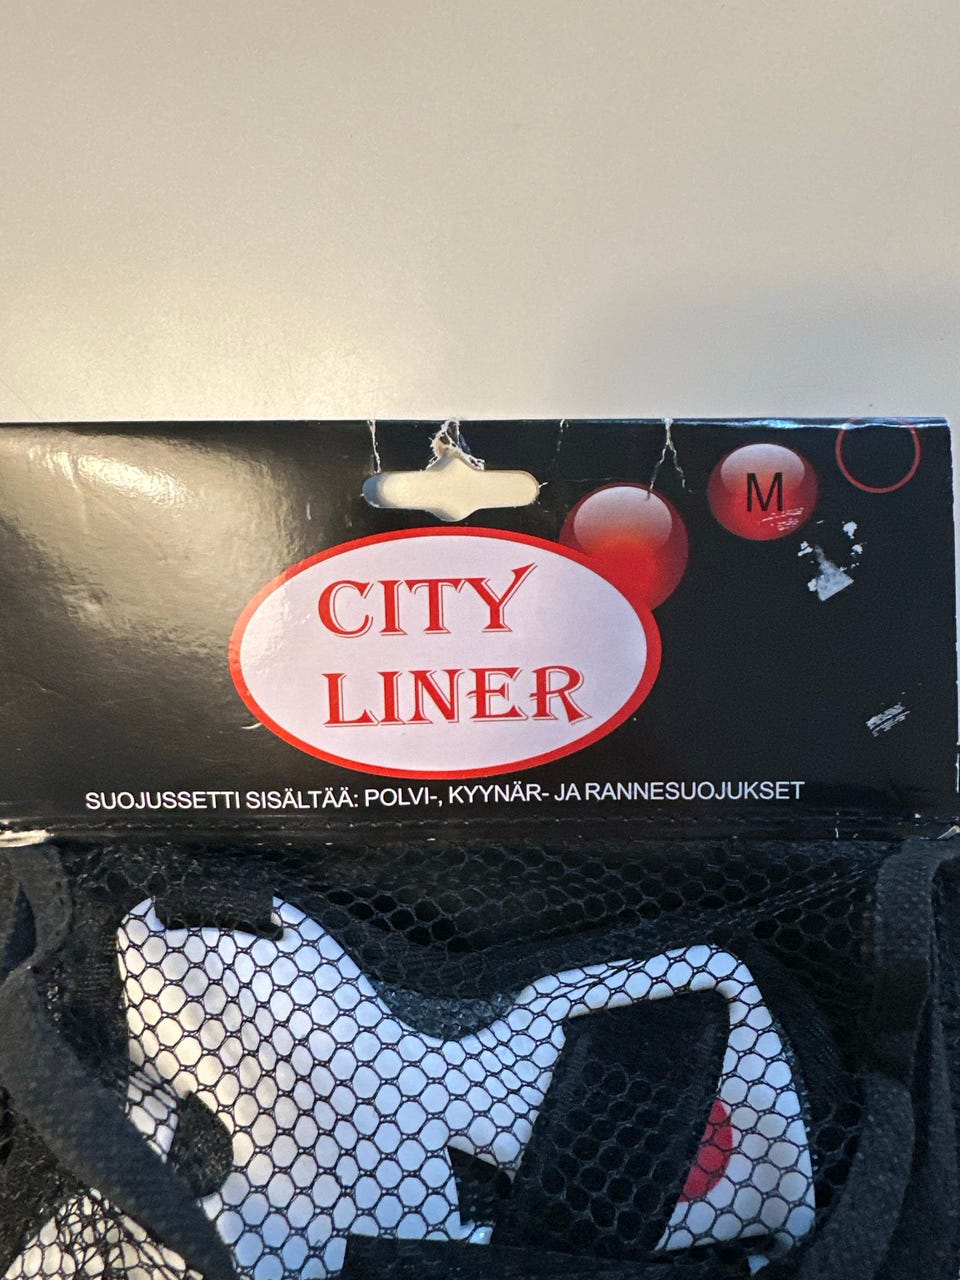 M
CITY
LINER
SUOJUSSETTI SISÄLTÄÄ: POLVI-, KYYNÄR- JA RANNESUOJUKSET